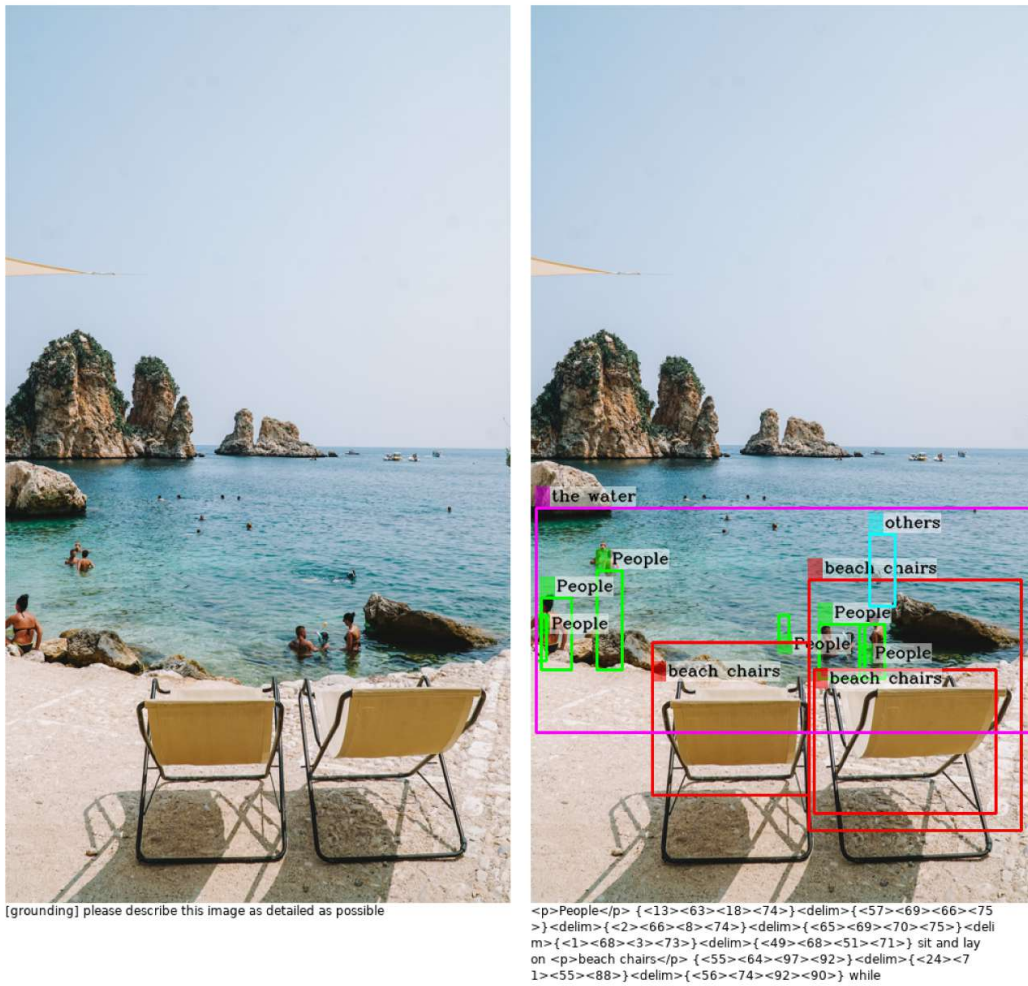 the water
others
People
beach chairs
People
People
People
People
beach chairs
beach chairs
[grounding] please describe this image as detailed as possible
<p>People</p> {<13><63><18><74>}<delim>{<57><69><66><75
>}<delim>{<2><66><8><74>}<delim>{<65><69><70><75>}<deli
m>{<1><68><3><73>}<delim>{<49><68><51><71>} sit and lay
on <p>beach chairs</p> {<55><64><97><92>}<delim>{<24><7
1><55><88>}<delim>{<56><74><92><90>} while